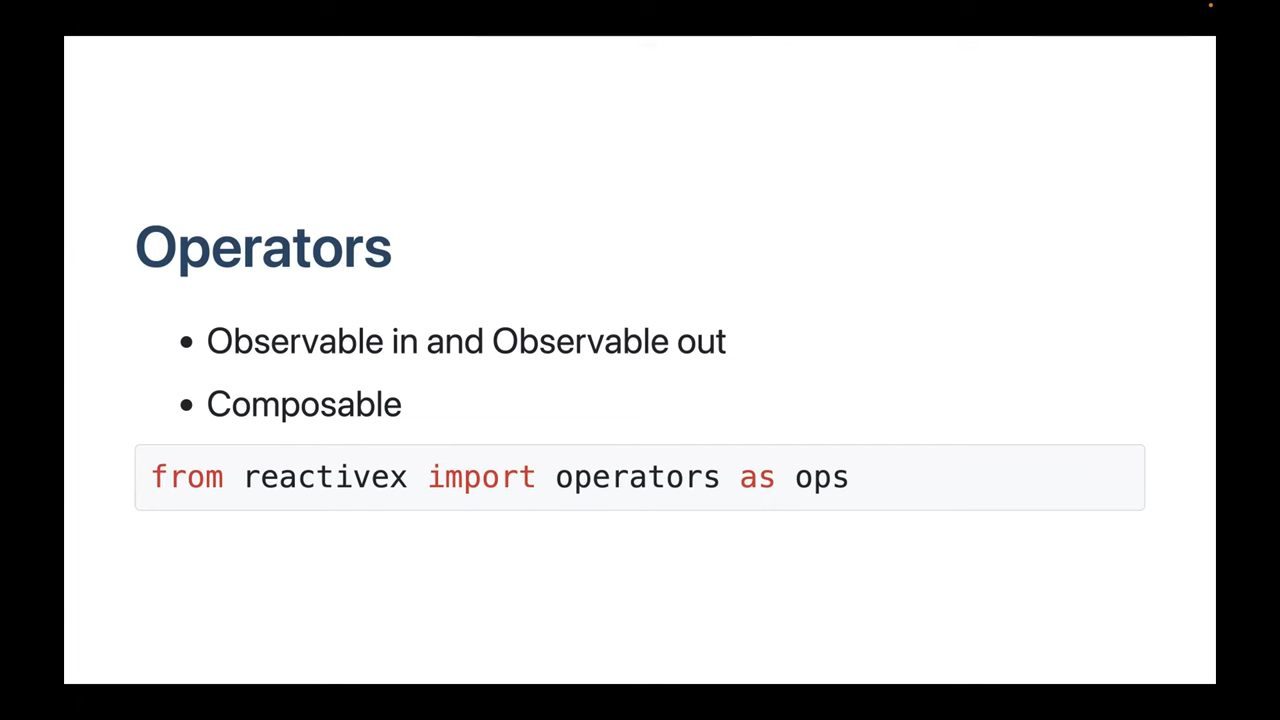 Operators
Observable in and Observable out
Composable
from reactivex import operators as ops